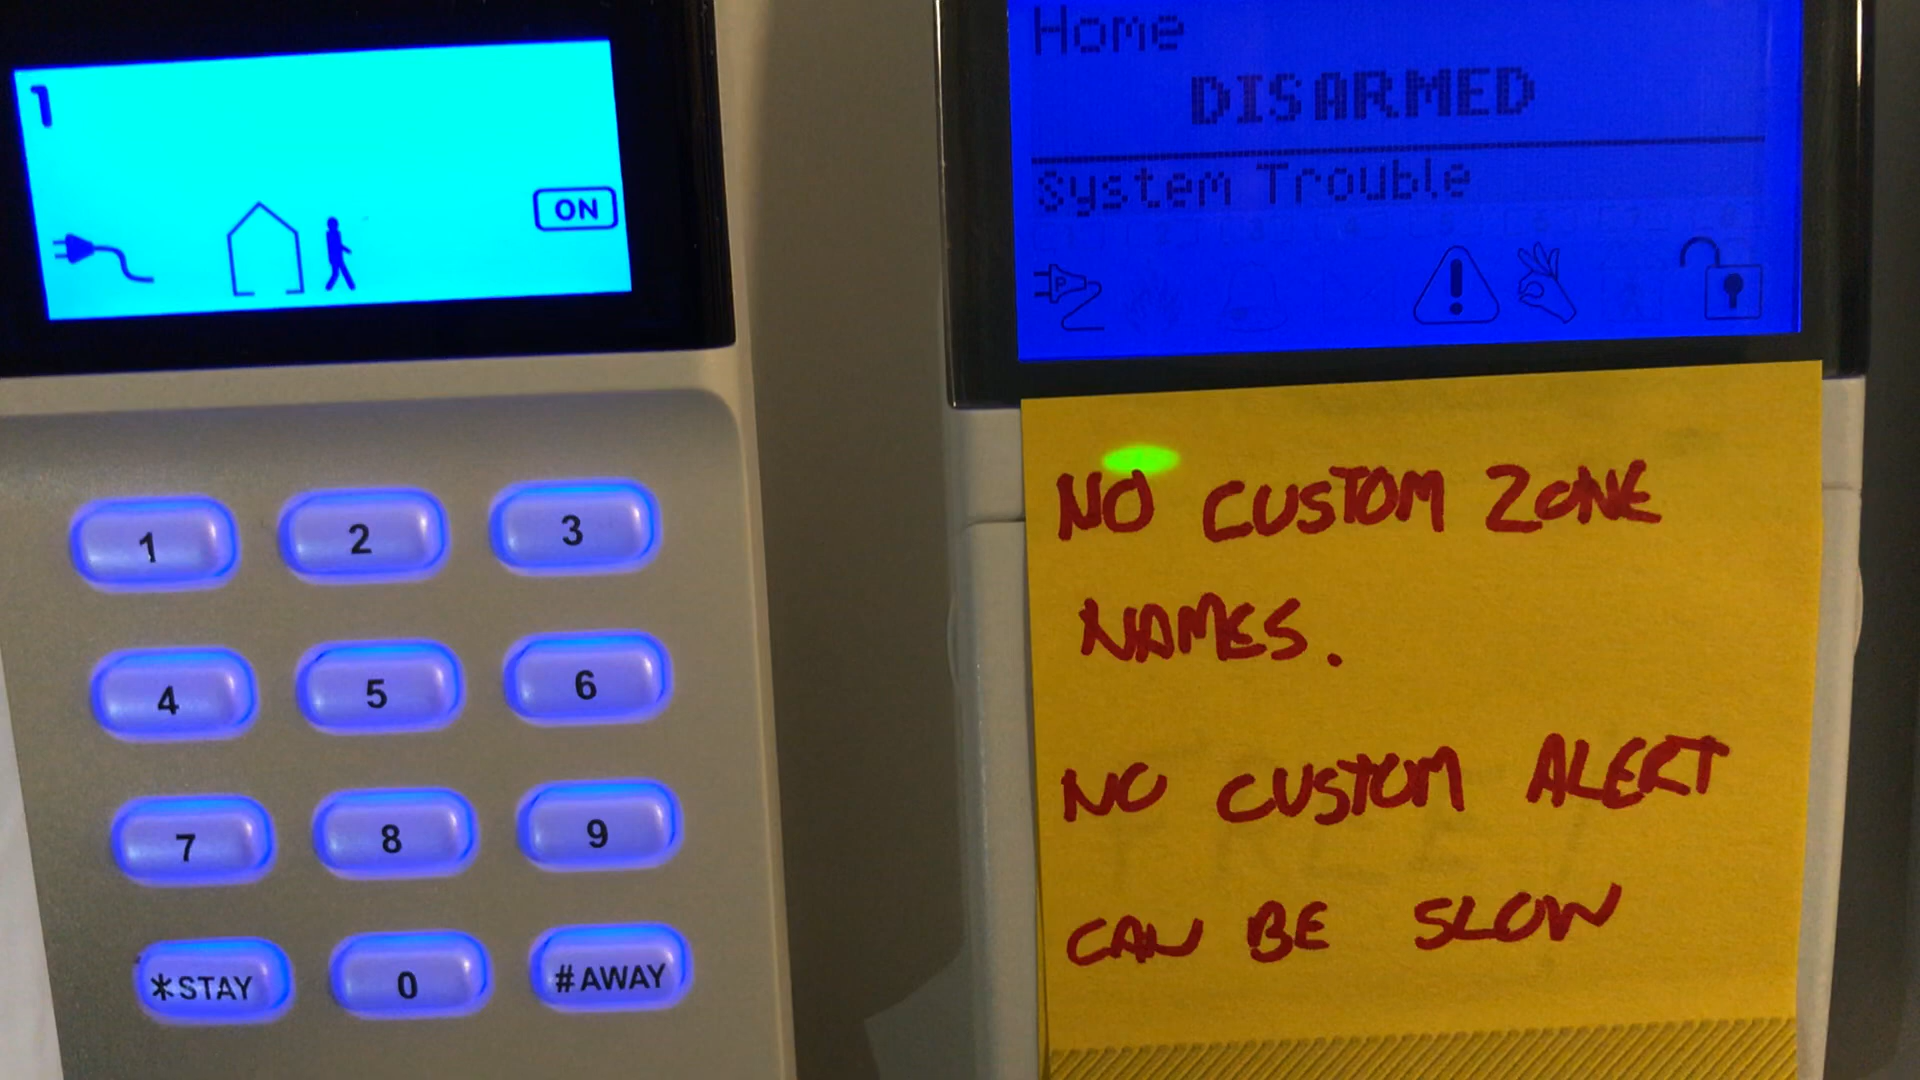 1
ON
1 2 3
4 5 6
7 8 9
*STAY 0 #AWAY
Home
DISARMED
System Trouble
NO CUSTOM ZONE
NAMES.
NO CUSTOM ALERT
CAN BE SLOW